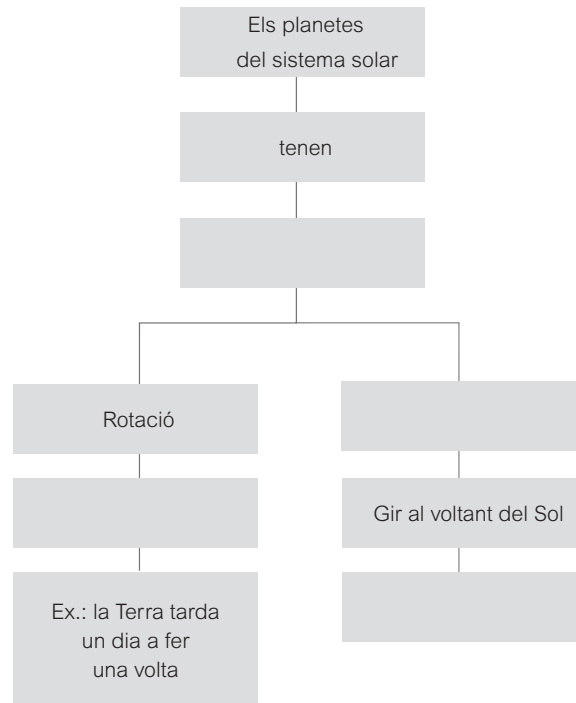 Els planetes
del sistema solar
tenen
Rotació
Gir al voltant del Sol
Ex.: la Terra tarda
un dia a fer
una volta